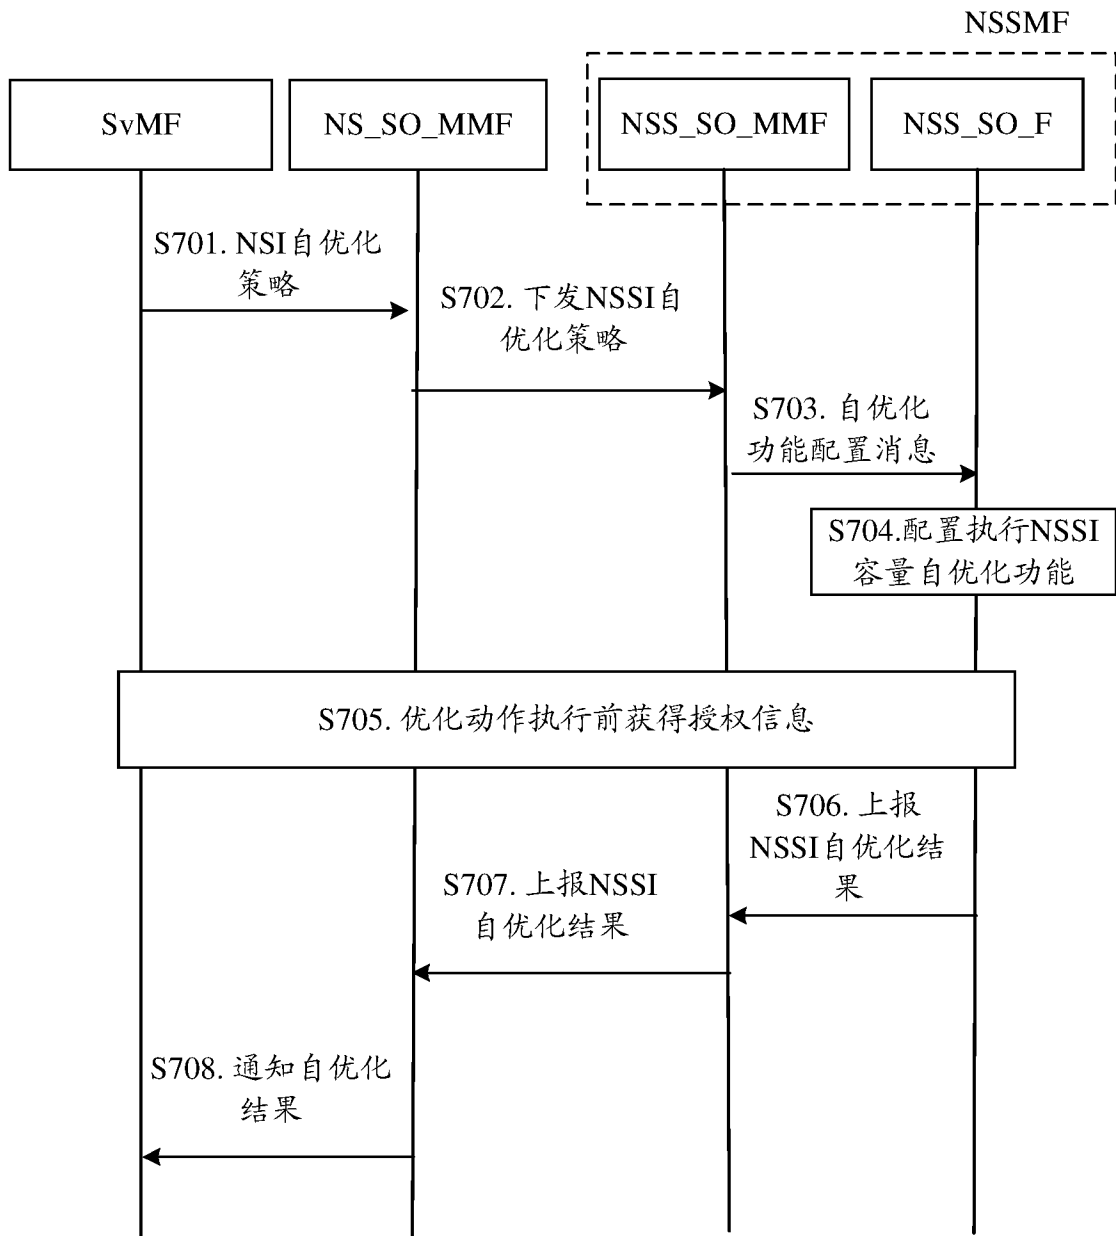 NSSMF
SvMF
NS_SO_MMF
NSS_SO_MMF
NSS_SO_F
S701. NSI自优化
策略
S702. 下发NSSI自
优化策略
S703. 自优化
功能配置消息
S704.配置执行NSSI
容量自优化功能
S705. 优化动作执行前获得授权信息
S706. 上报
NSSI自优化结
果
S707. 上报NSSI
自优化结果
S708. 通知自优化
结果